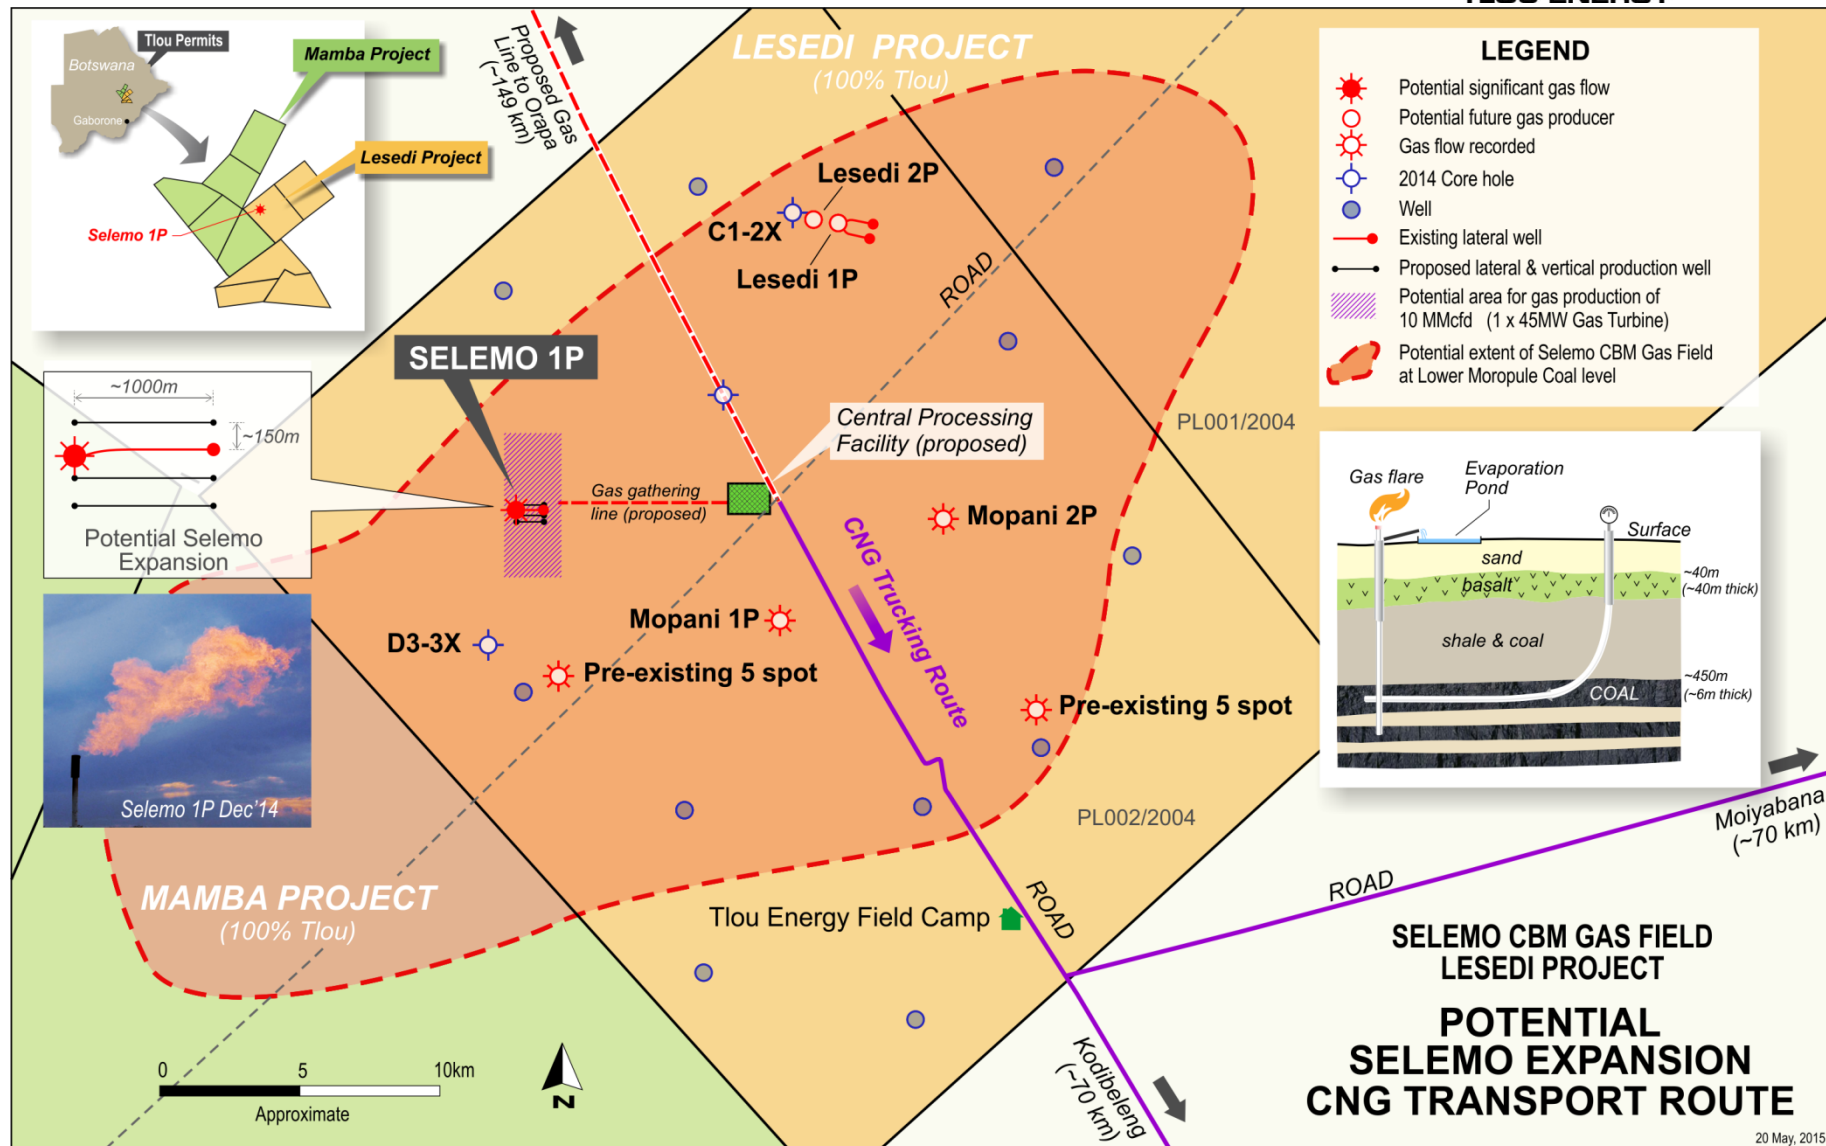 TLOU ENERGY
Tlou Permits
Botswana
Gaborone
Mamba Project
Lesedi Project
Selemo 1P
Proposed Gas
Line to Orapa
(~149 km)
LESEDI PROJECT
(100% Tlou)
LEGEND
Potential significant gas flow
Potential future gas producer
Gas flow recorded
2014 Core hole
Well
Existing lateral well
Proposed lateral & vertical production well
Potential area for gas production of
10 MMcfd (1 x 45MW Gas Turbine)
Potential extent of Selemo CBM Gas Field
at Lower Moropule Coal level
Lesedi 2P
C1-2X
Lesedi 1P
ROAD
SELEMO 1P
~1000m
~150m
Potential Selemo
Expansion
Central Processing
Facility (proposed)
PL001/2004
Gas gathering
line (proposed)
Mopani 2P
CNG Trucking Route
Mopani 1P
D3-3X
Pre-existing 5 spot
Pre-existing 5 spot
Gas flare
Evaporation
Pond
Surface
sand
basalt
~40m
(~40m thick)
shale & coal
~450m
(~6m thick)
COAL
Selemo 1P Dec'14
PL002/2004
Moiyabana
(~70 km)
ROAD
MAMBA PROJECT
(100% Tlou)
Tlou Energy Field Camp
ROAD
Kodibeleng
(~70 km)
0 5 10km
Approximate
N
SELEMO CBM GAS FIELD
LESEDI PROJECT
POTENTIAL
SELEMO EXPANSION
CNG TRANSPORT ROUTE
20 May, 2015